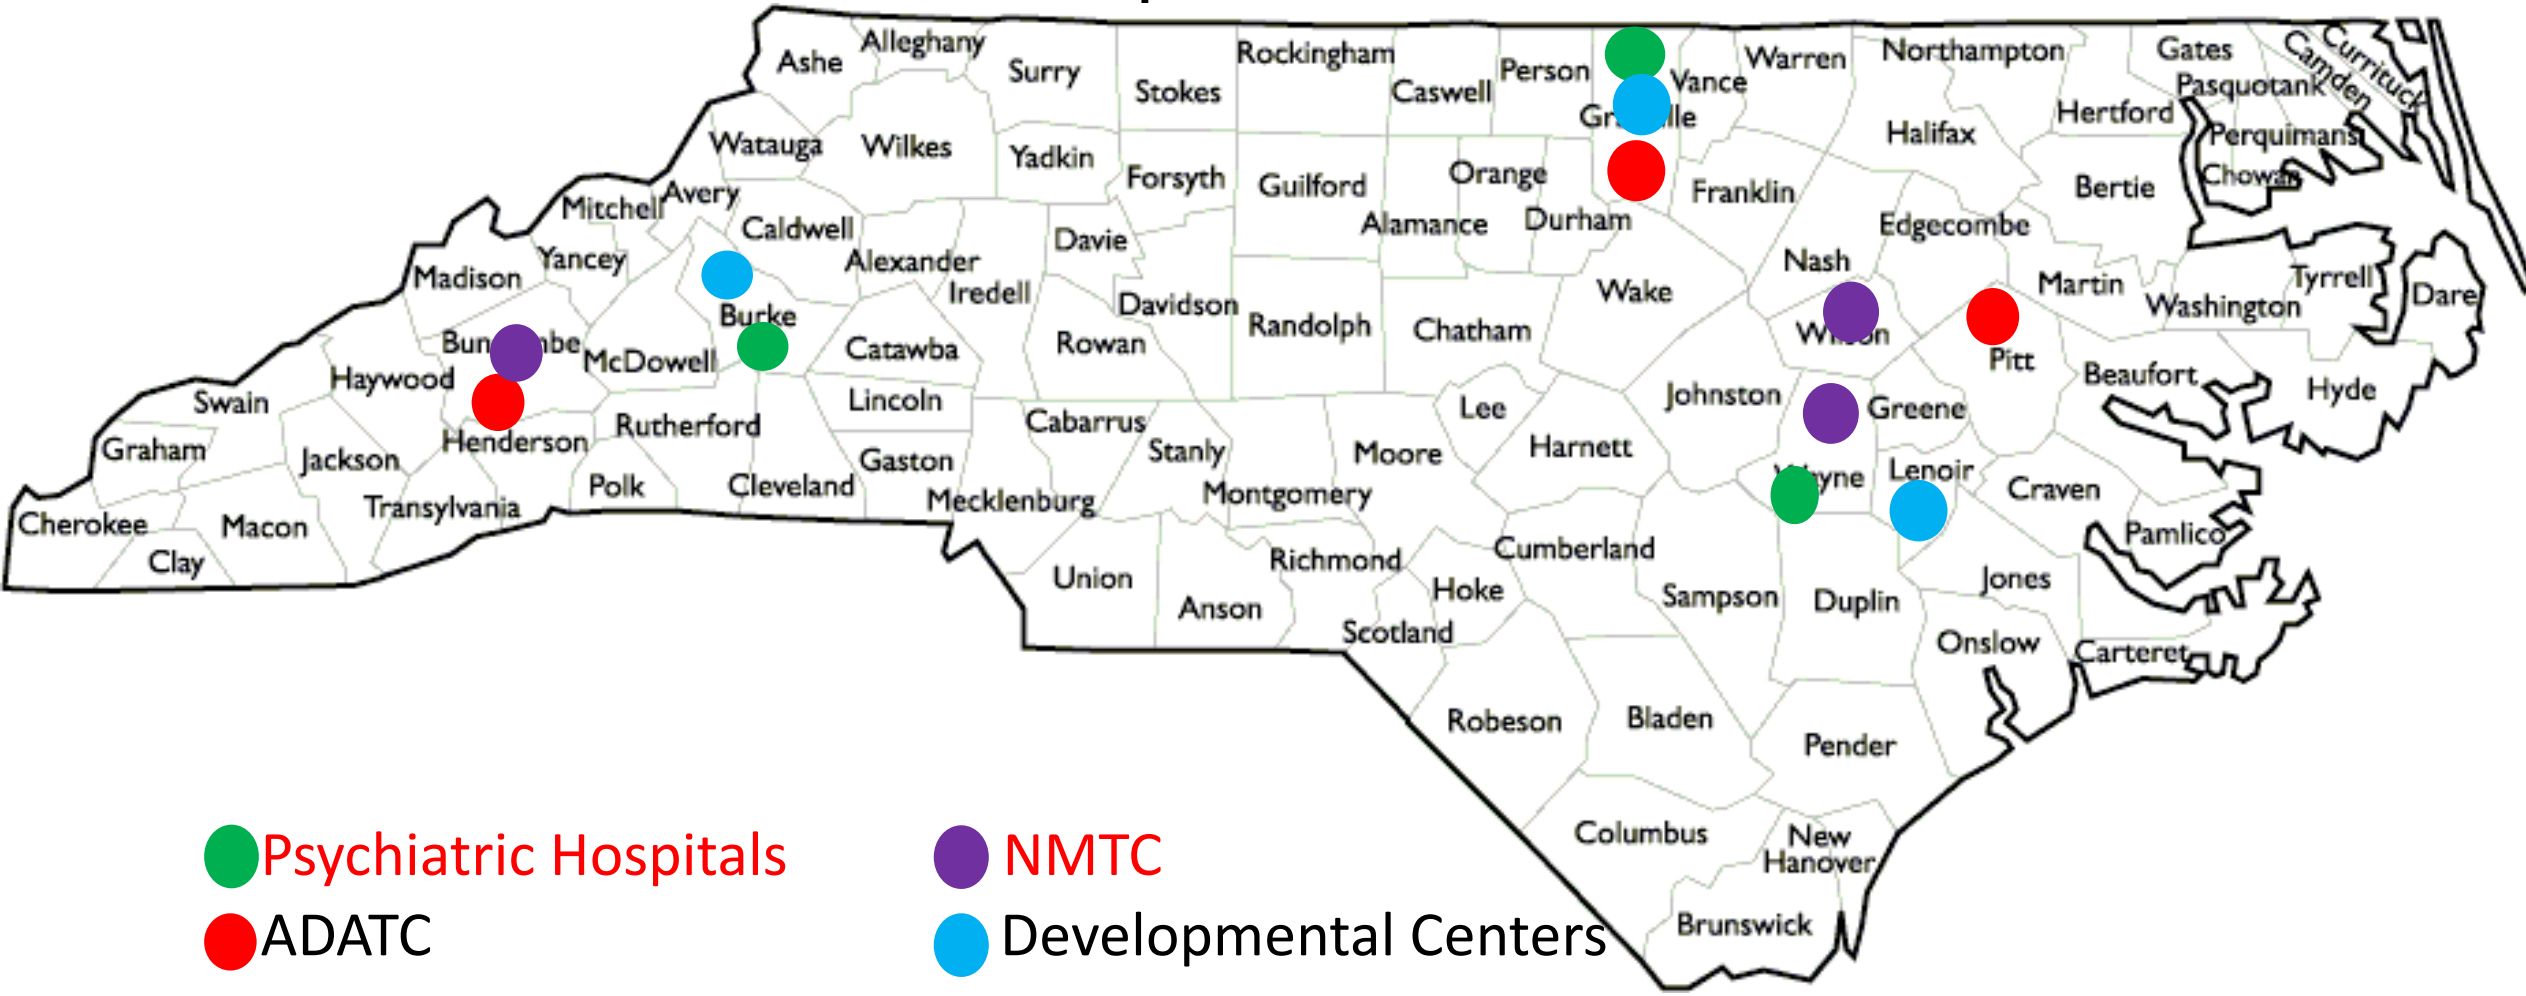 Ashe
Alleghany
Surry
Stokes
Rockingham
Caswell
Person
Vance
Warren
Northampton
Gates
Camden
Currituck
Pasquotank
Hertford
Perquimans
Chowan
Halifax
Watauga
Wilkes
Yadkin
Forsyth
Guilford
Orange
Alamance
Durham
Franklin
Bertie
Edgecombe
Mitchell
Avery
Caldwell
Alexander
Iredell
Davie
Davidson
Yancey
Madison
Burke
McDowell
Catawba
Rowan
Randolph
Chatham
Wake
Nash
Martin
Washington
Tyrrell
Dare
Pitt
Beaufort
Hyde
Haywood
Swain
Graham
Jackson
Henderson
Rutherford
Lincoln
Cabarrus
Stanly
Moore
Lee
Harnett
Johnston
Greene
Lenoir
Craven
Pamlico
Cherokee
Clay
Macon
Transylvania
Polk
Cleveland
Gaston
Mecklenburg
Montgomery
Union
Anson
Richmond
Scotland
Hoke
Cumberland
Sampson
Duplin
Jones
Onslow
Carteret
Robeson
Bladen
Pender
Columbus
New
Hanover
Brunswick
Psychiatric Hospitals
NMTC
ADATC
Developmental Centers